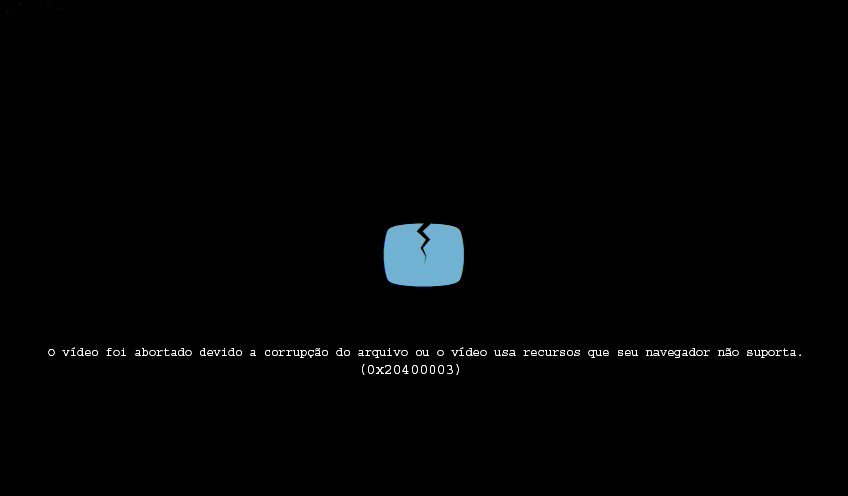 O vídeo foi abortado devido a corrupção do arquivo ou o vídeo usa recursos que seu navegador não suporta.
(0x20400003)